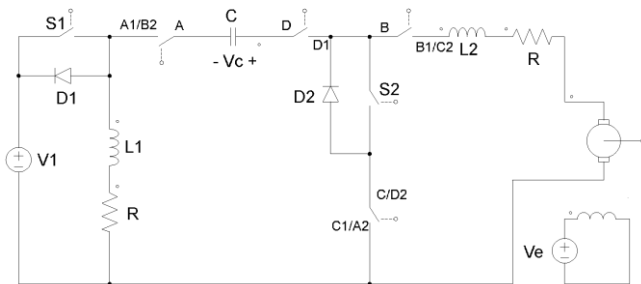 S1
A1/B2
A
C
D
D1
B
B1/C2
L2
R
- Vc +
D1
D2
S2
V1
L1
R
C/D2
C1/A2
Ve